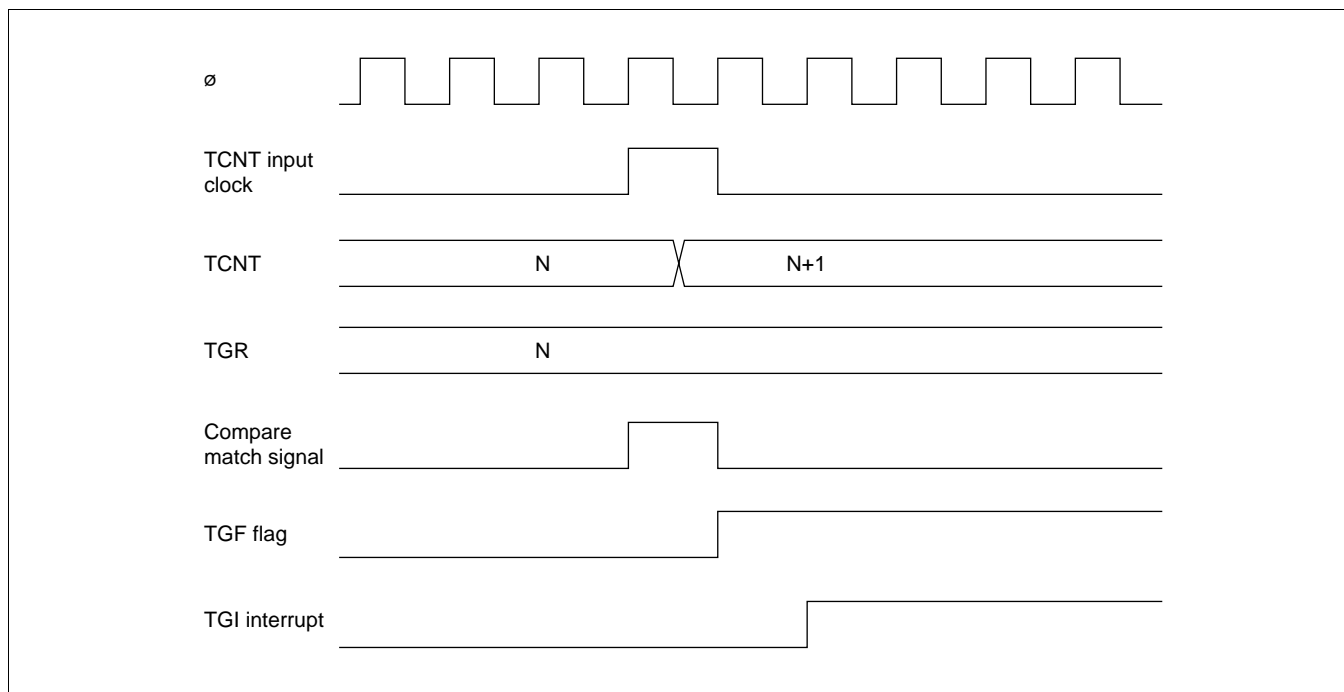 ø
TCNT input
clock
TCNT
N
N+1
TGR
N
Compare
match signal
TGF flag
TGI interrupt